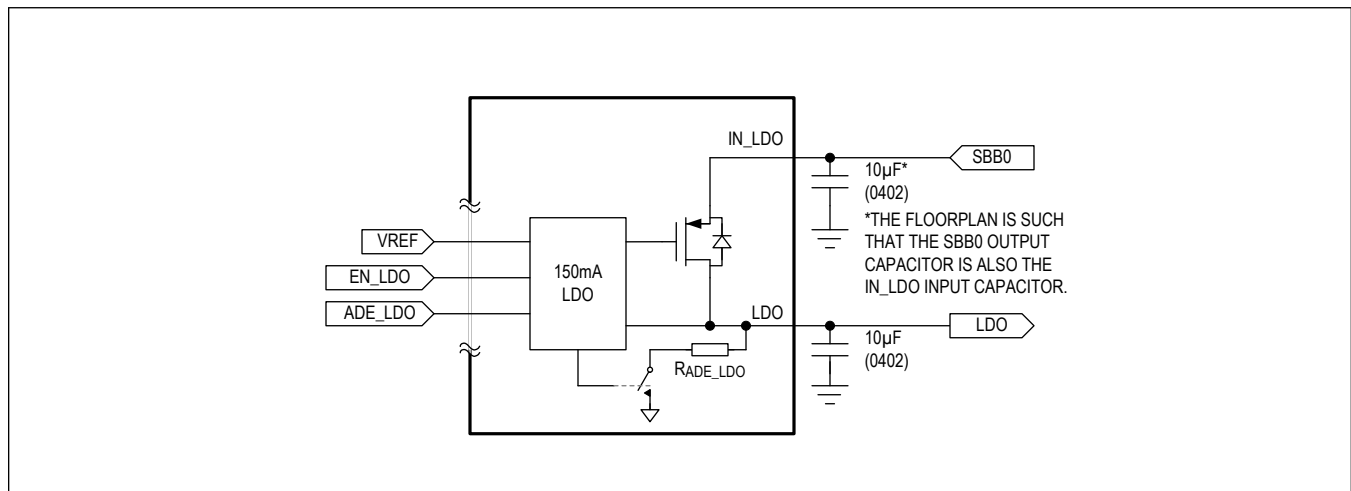 IN_LDO
SBB0
10µF*
(0402)
*THE FLOORPLAN IS SUCH
THAT THE SBB0 OUTPUT
CAPACITOR IS ALSO THE
IN_LDO INPUT CAPACITOR.
VREF
EN_LDO
ADE_LDO
150mA
LDO
LDO
LDO
10µF
(0402)
RADE_LDO